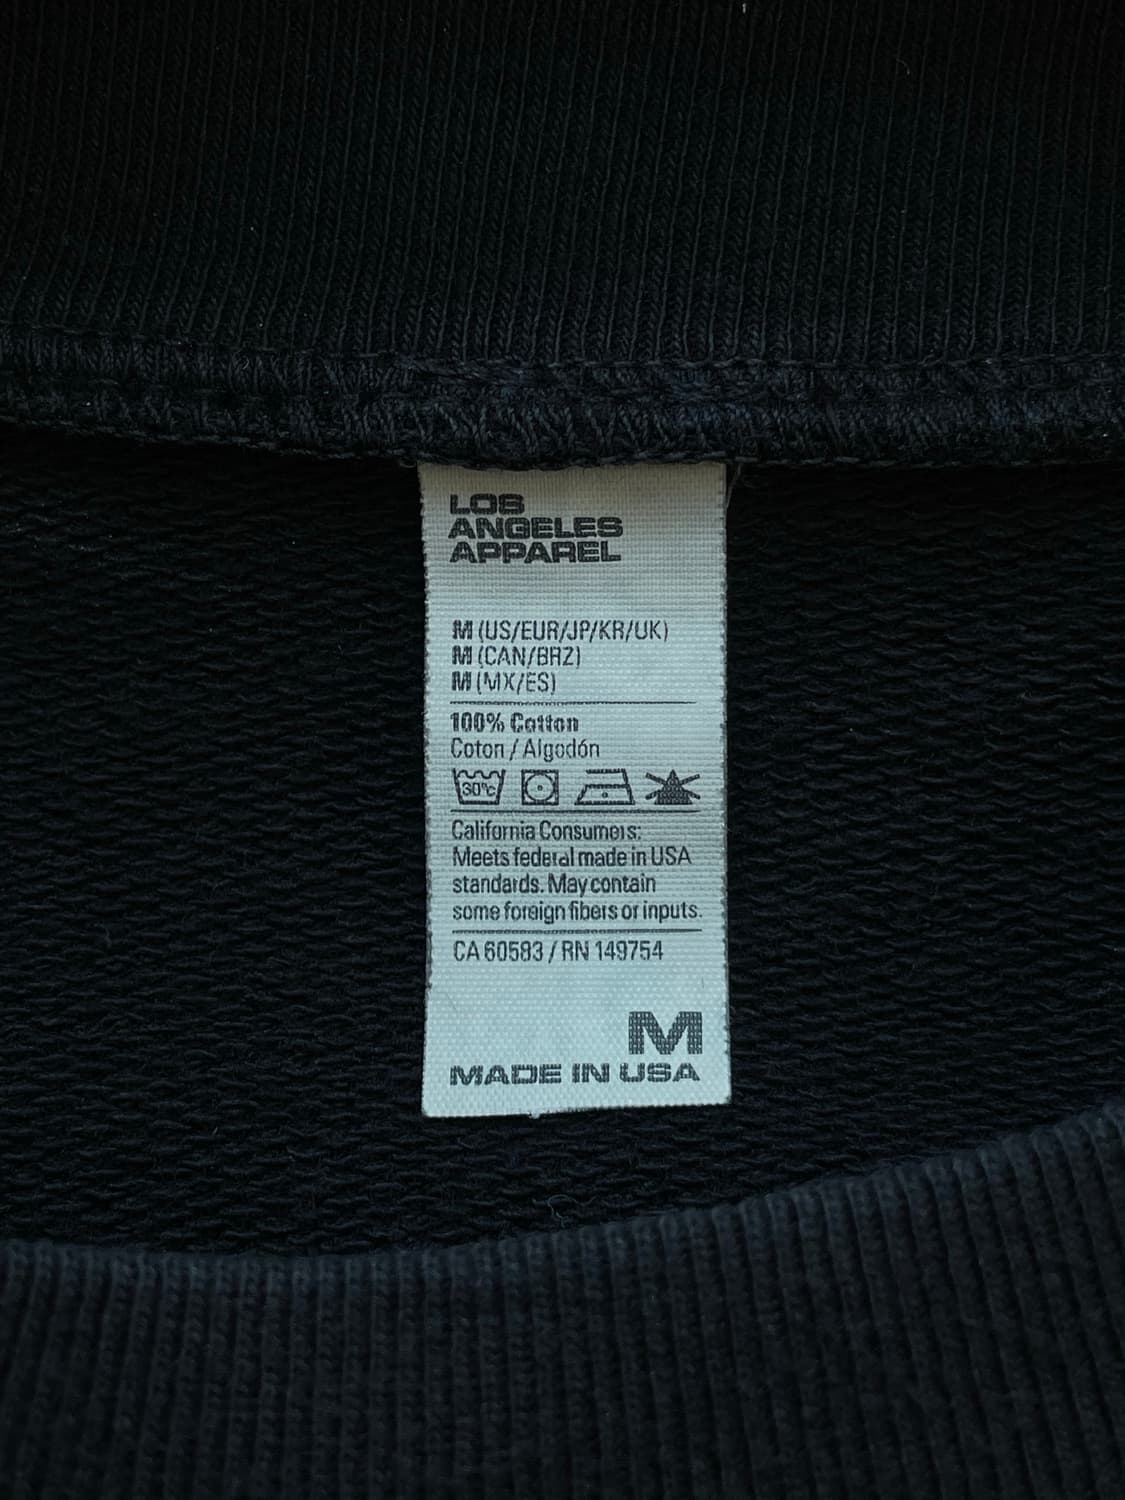 LOS
ANGELES
APPAREL
M (US/EUR/JP/KR/UK)
M (CAN/BRZ)
M (MX/ES)
100% Cotton
Coton / Algodón
30°c
California Consumers:
Meets federal made in USA
standards. May contain
some foreign fibers or inputs.
CA 60583 / RN 149754
M
MADE IN USA